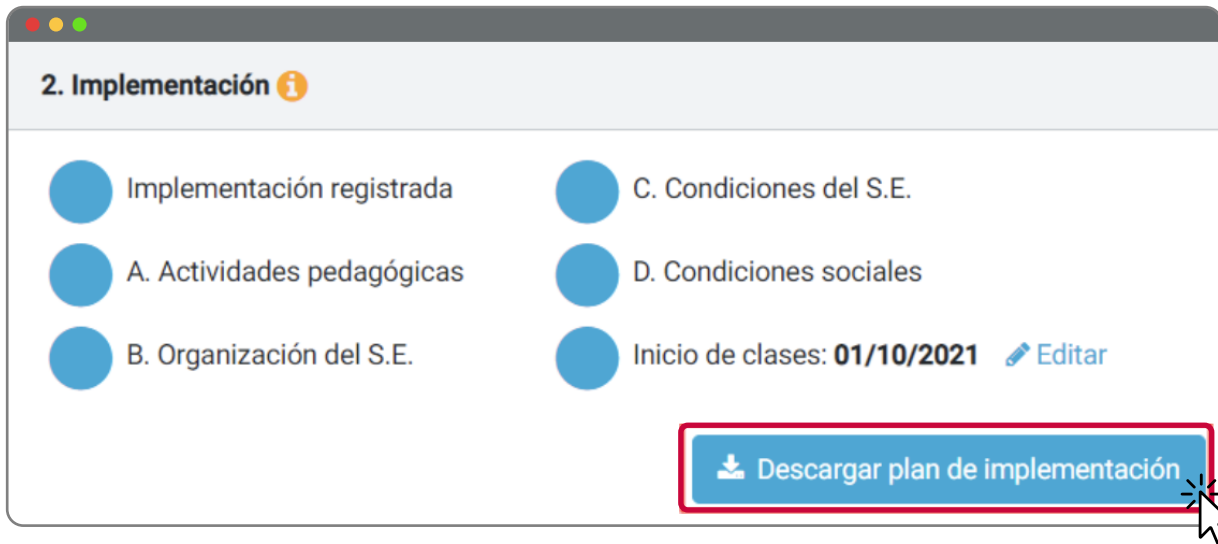 2. Implementación
Implementación registrada
A. Actividades pedagógicas
B. Organización del S.E.
C. Condiciones del S.E.
D. Condiciones sociales
Inicio de clases: 01/10/2021 Editar
Descargar plan de implementación